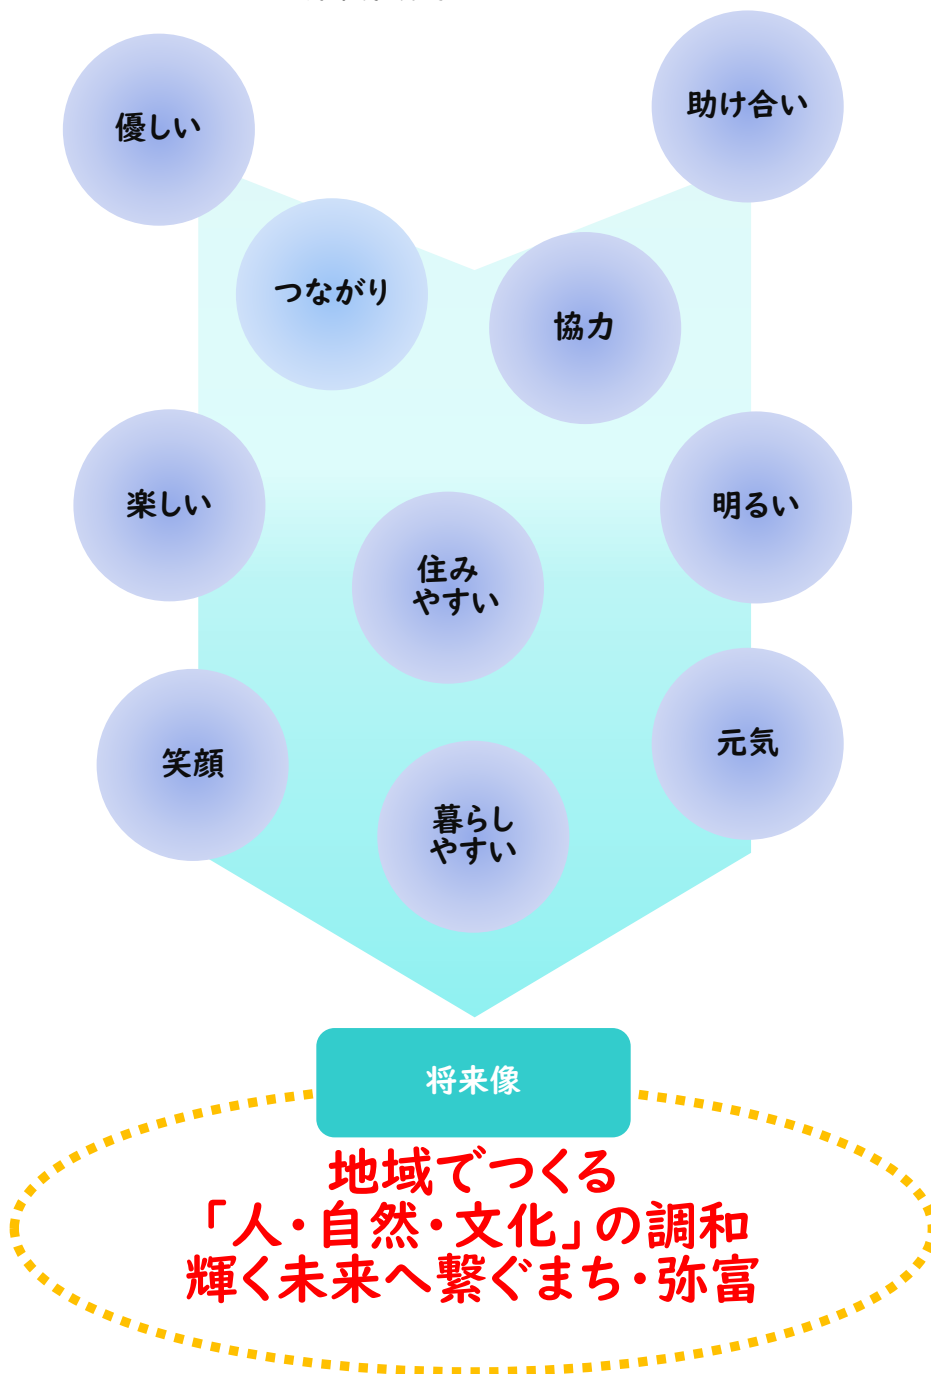 優しい
助け合い
つながり
協力
楽しい
明るい
住み
やすい
笑顔
元気
暮らし
やすい
将来像
地域でつくる
「人・自然・文化」の調和
輝く未来へ繋ぐまち・弥富